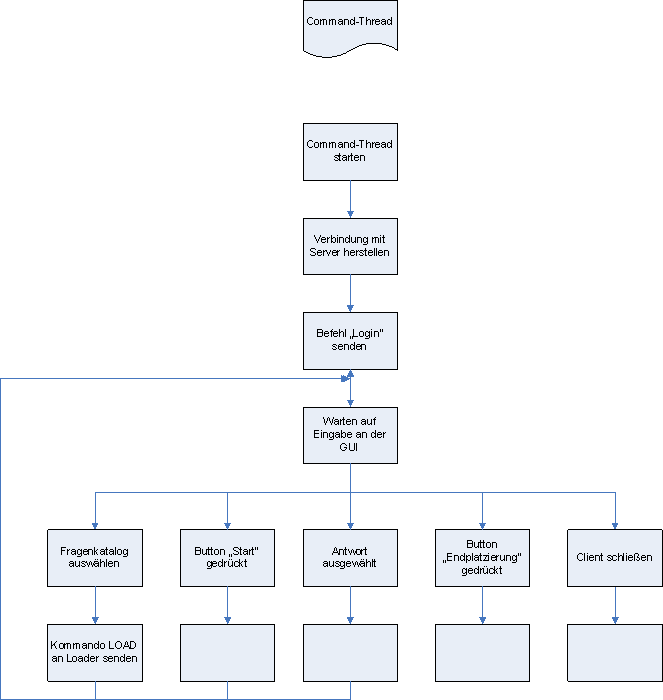 Command-Thread
Command-Thread
starten
Verbindung mit
Server herstellen
Befehl „Login“
senden
Warten auf
Eingabe an der
GUI
Fragenkatalog
auswählen
Button „Start“
gedrückt
Antwort
ausgewählt
Button
„Endplatzierung“
gedrückt
Client schließen
Kommando LOAD
an Loader senden